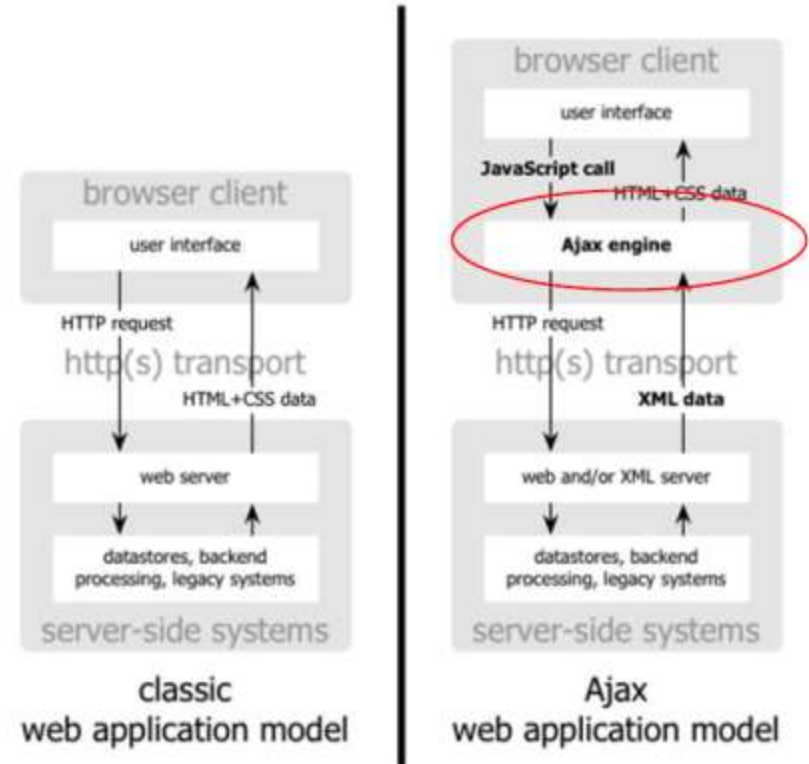 browser client
user interface
HTTP request
http(s) transport
HTML+CSS data
web server
datastores, backend
processing, legacy systems
server-side systems
classic
web application model
browser client
user interface
JavaScript call
HTML+CSS data
Ajax engine
HTTP request
http(s) transport
XML data
web and/or XML server
datastores, backend
processing, legacy systems
server-side systems
Ajax
web application model